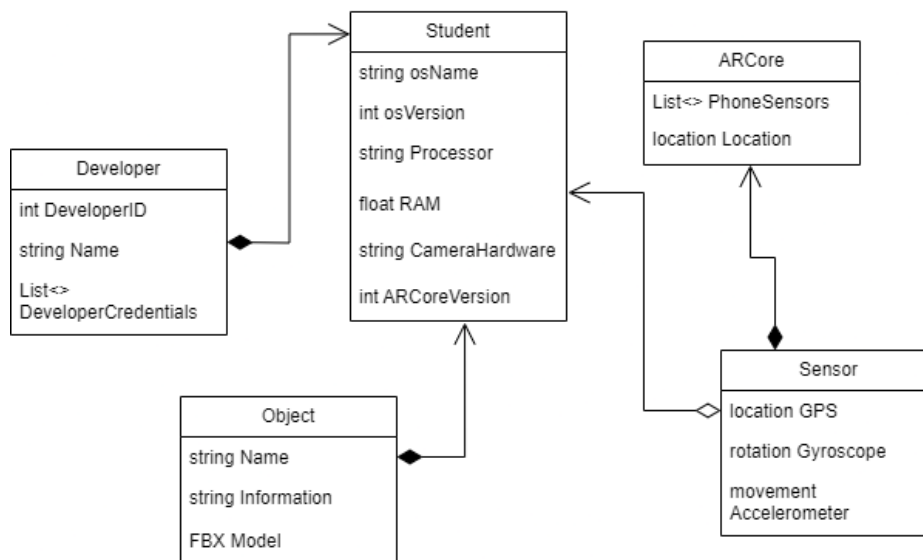 Student
string osName
int osVersion
string Processor
float RAM
string CameraHardware
int ARCoreVersion
ARCore
List<> PhoneSensors
location Location
Developer
int DeveloperID
string Name
List<>
DeveloperCredentials
Object
string Name
string Information
FBX Model
Sensor
location GPS
rotation Gyroscope
movement
Accelerometer